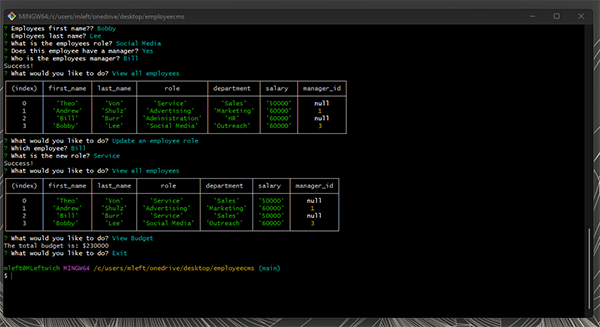 MINGW64:/c/users/mleft/onedrive/desktop/employeecms
? Employees first name?? Bobby
? Employees last name? Lee
? What is the employees role? Social Media
? Does this employee have a manager? Yes
? Who is the employees manager? Bill
Success!
? What would you like to do? View all employees
(index) first_name last_name role department salary manager_id
0 'Theo' 'Von' 'Service' 'Sales' '50000' null
1 'Andrew' 'Shulz' 'Advertising' 'Marketing' '60000' 1
2 'Bill' 'Burr' 'Administration' 'HR' '60000' null
3 'Bobby' 'Lee' 'Social Media' 'Outreach' '60000' 3
? What would you like to do? Update an employee role
? Which employee? Bill
? What is the new role? Service
Success!
? What would you like to do? View all employees
(index) first_name last_name role department salary manager_id
0 'Theo' 'Von' 'Service' 'Sales' '50000' null
1 'Andrew' 'Shulz' 'Advertising' 'Marketing' '60000' 1
2 'Bill' 'Burr' 'Service' 'Sales' '50000' null
3 'Bobby' 'Lee' 'Social Media' 'Outreach' '60000' 3
? What would you like to do? View Budget
The total budget is: $230000
? What would you like to do? Exit
mleft@MLeftwich MINGW64 /c/users/mleft/onedrive/desktop/employeecms (main)
$